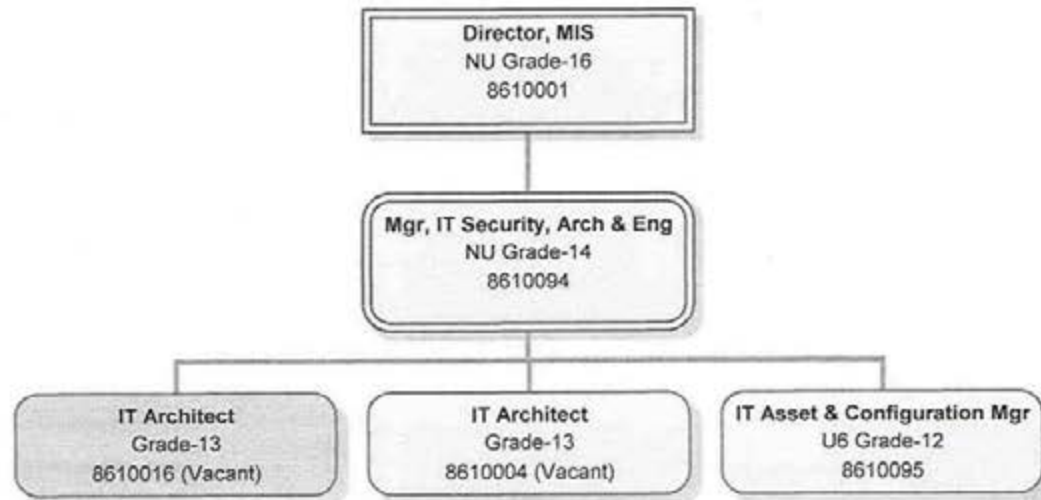 Director, MIS
NU Grade-16
8610001
Mgr, IT Security, Arch & Eng
NU Grade-14
8610094
IT Architect
Grade-13
8610016 (Vacant)
IT Architect
Grade-13
8610004 (Vacant)
IT Asset & Configuration Mgr
U6 Grade-12
8610095